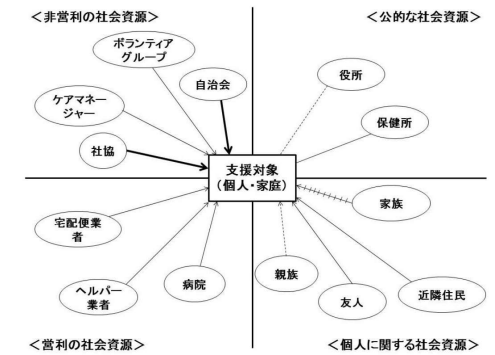 ＜非営利の社会資源＞
＜公的な社会資源＞
ボランティア
グループ
自治会
役所
ケアマネー
ジャー
保健所
社協
支援対象
（個人・家庭）
家族
宅配便業
者
親族
病院
ヘルパー
業者
友人
近隣住民
＜営利の社会資源＞
＜個人に関する社会資源＞